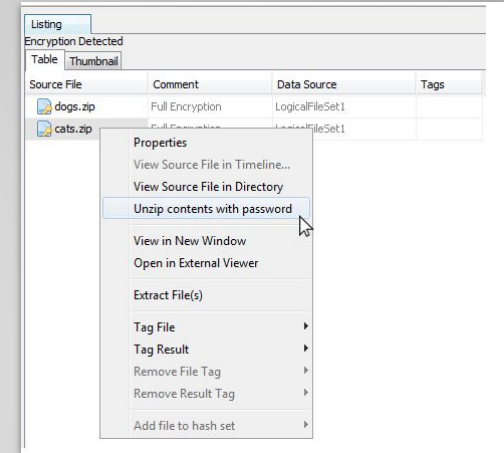 Listing
Encryption Detected
Table Thumbnail
Source File Comment Data Source Tags
dogs.zip Full Encryption LogicalFileSet1
cats.zip Full Encryption LogicalFileSet1
Properties
View Source File in Timeline...
View Source File in Directory
Unzip contents with password
View in New Window
Open in External Viewer
Extract File(s)
Tag File
Tag Result
Remove File Tag
Remove Result Tag
Add file to hash set